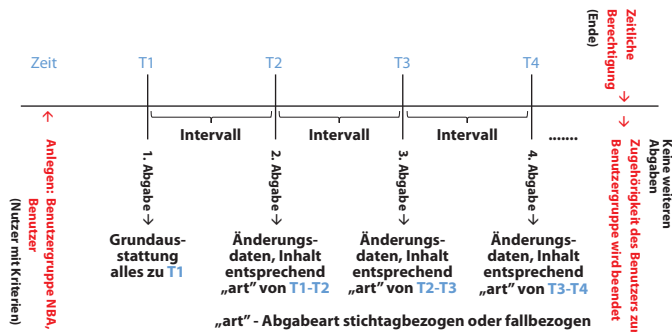 Zeit
T1
T2
T3
T4
Zeitliche
Berechtigung
(Ende)
Intervall
Intervall
Intervall
.......
Anlegen: Benutzergruppe NBA,
Benutzer
(Nutzer mit Kriterien)
1. Abgabe
2. Abgabe
3. Abgabe
4. Abgabe
Keine weiteren
Abgaben
Zugehörigkeit des Benutzers zur
Benutzergruppe wird beendet
Grundaus-
stattung
alles zu T1
Änderungs-
daten, Inhalt
entsprechend
„art” von T1-T2
Änderungs-
daten, Inhalt
entsprechend
„art” von T2-T3
Änderungs-
daten, Inhalt
entsprechend
„art” von T3-T4
„art” - Abgabeart stichtagbezogen oder fallbezogen